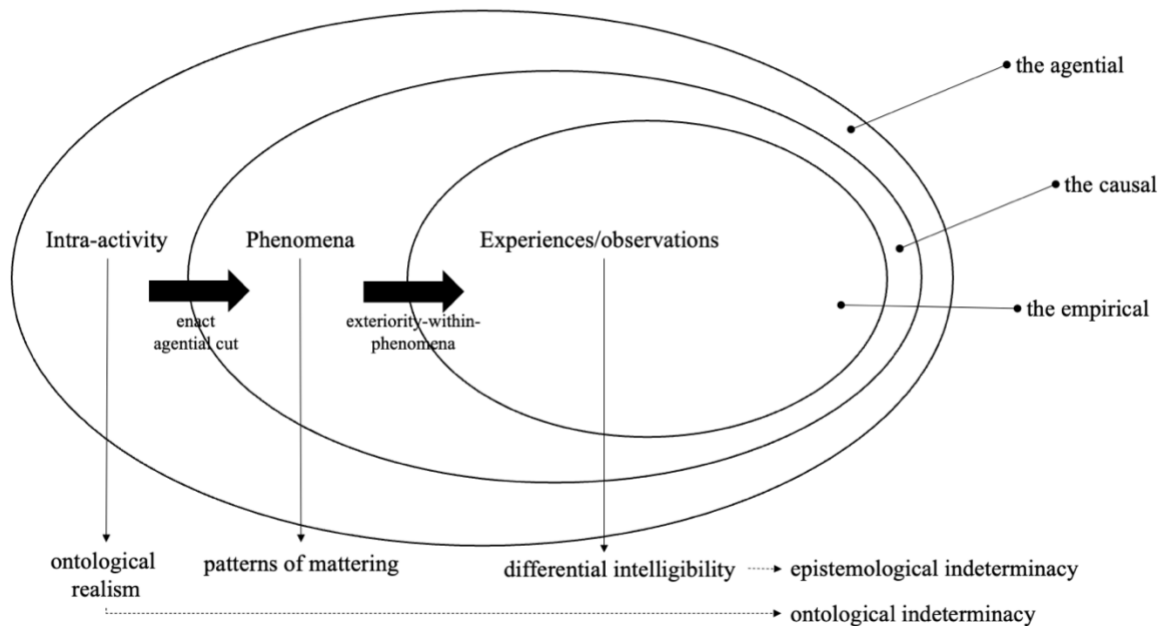 the agential
the causal
Intra-activity
Phenomena
Experiences/observations
enact
agential cut
exteriority-within-
phenomena
the empirical
ontological
realism
patterns of mattering
differential intelligibility
epistemological indeterminacy
ontological indeterminacy